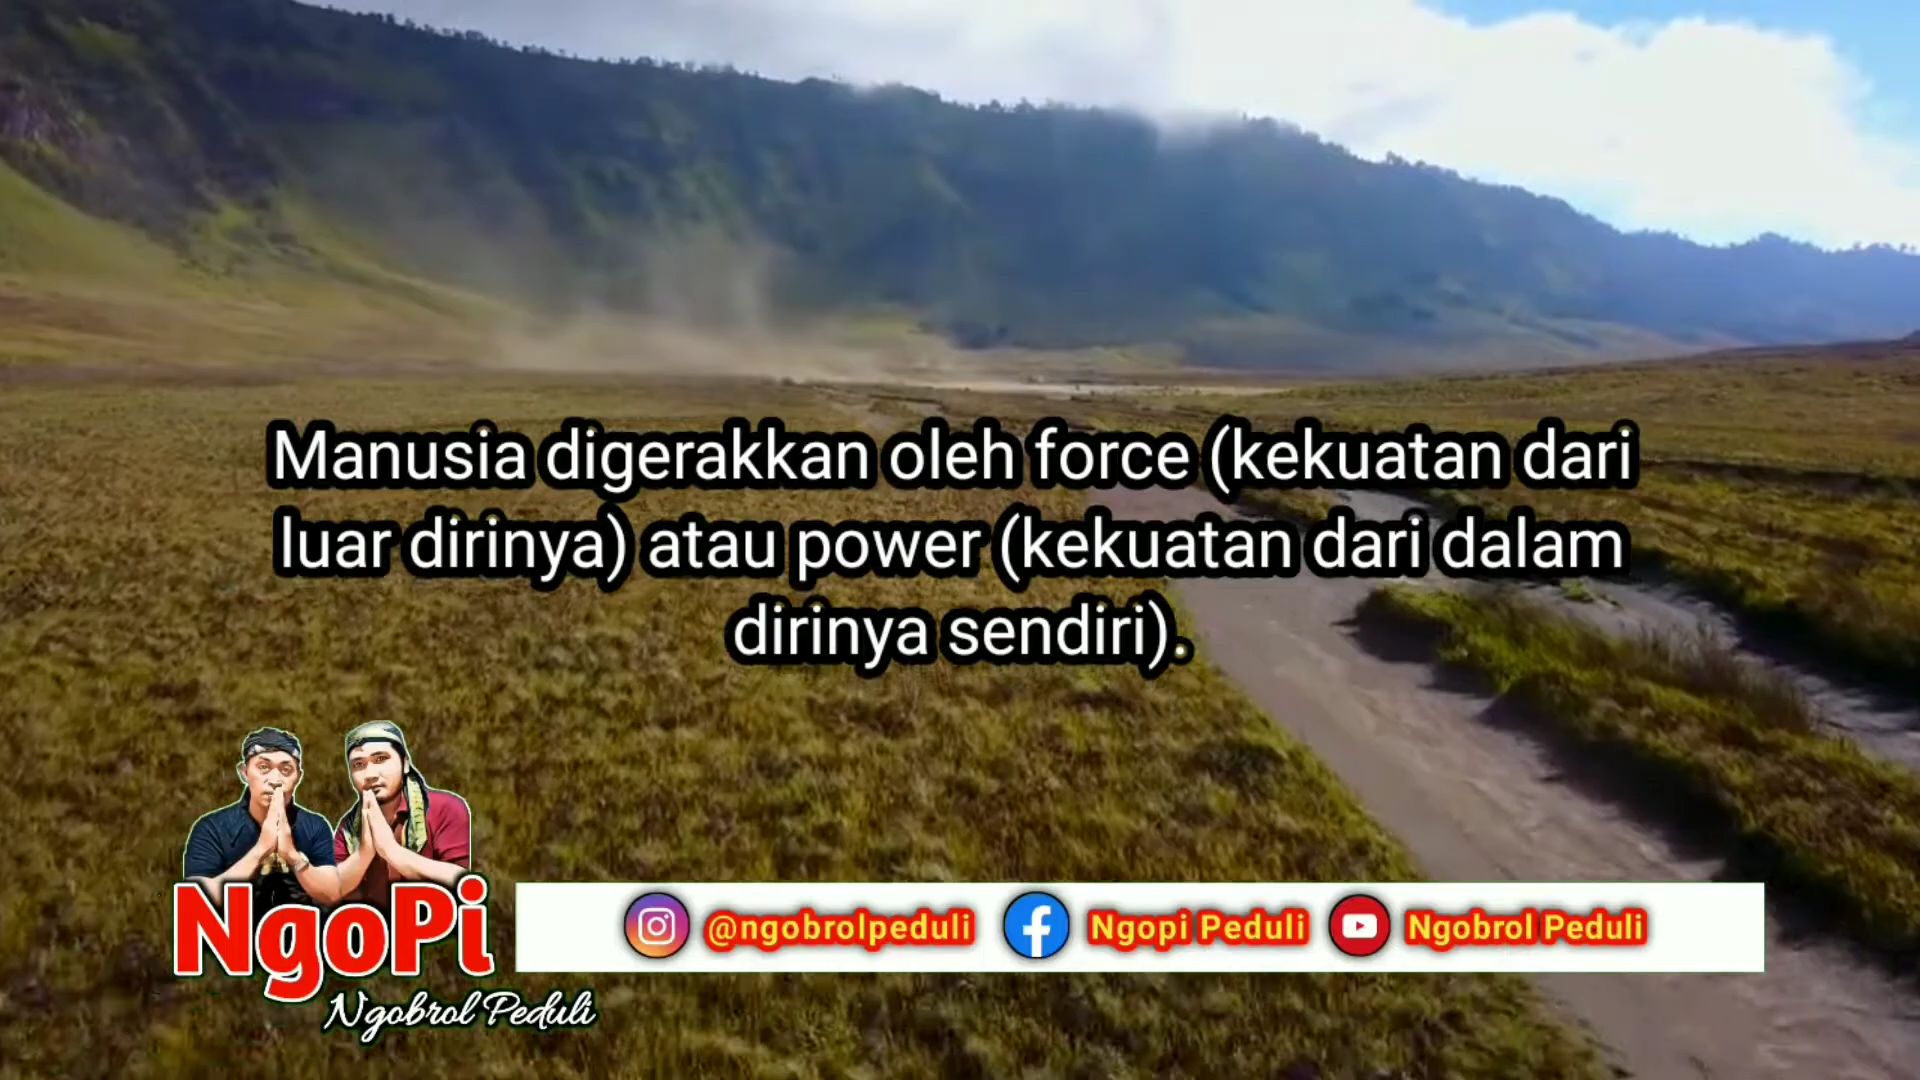 Manusia digerakkan oleh force (kekuatan dari
luar dirinya) atau power (kekuatan dari dalam
dirinya sendiri).
NgoPi
Ngobrol Peduli
@ngobrolpeduli
Ngopi Peduli
Ngobrol Peduli